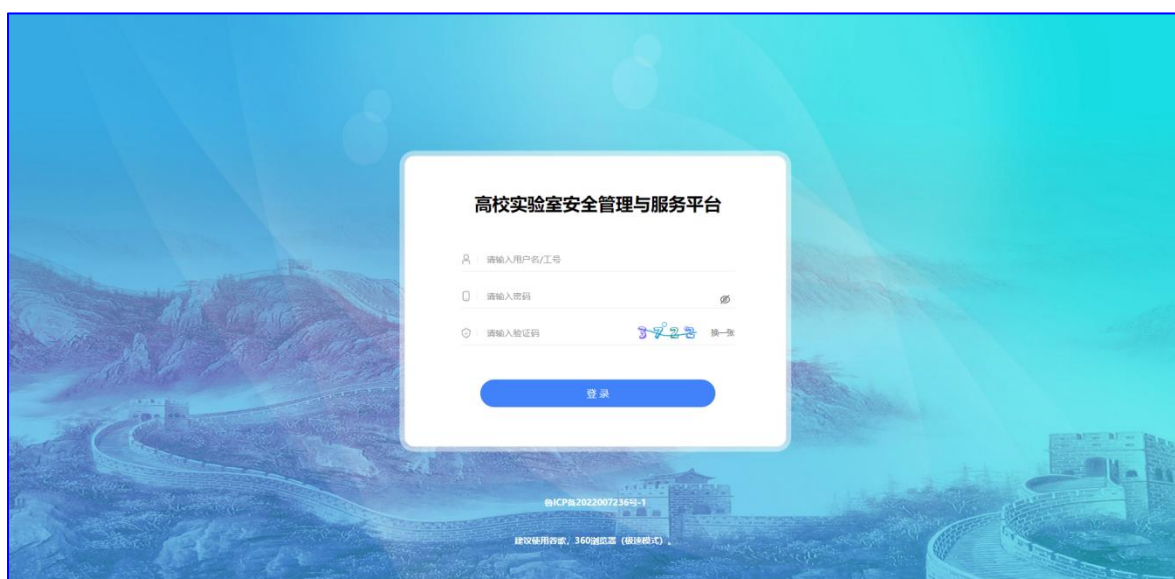 高校实验室安全管理与服务平台
请输入用户名/工号
请输入密码
请输入验证码 3723 换一张
登 录
鲁ICP备2022007236号-1
建议使用谷歌，360浏览器（极速模式）。